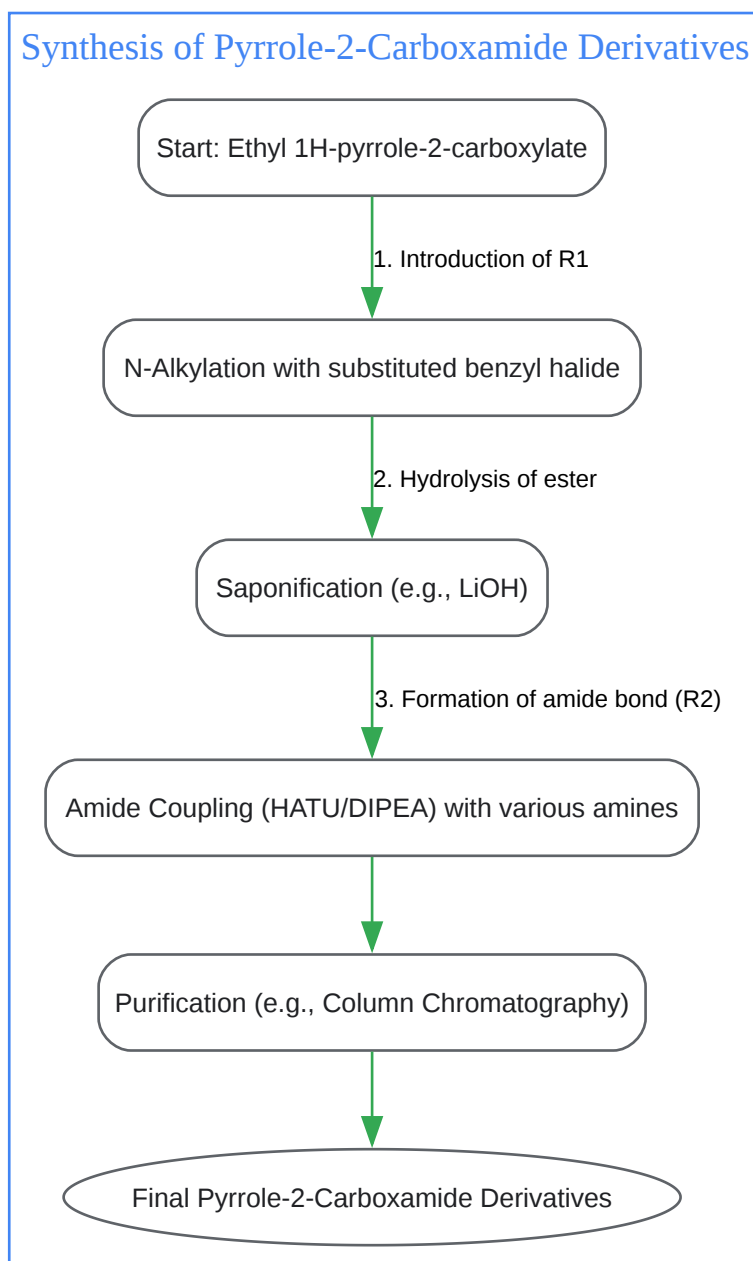 Synthesis of Pyrrole-2-Carboxamide Derivatives
Start: Ethyl 1H-pyrrole-2-carboxylate
1. Introduction of R1
N-Alkylation with substituted benzyl halide
2. Hydrolysis of ester
Saponification (e.g., LiOH)
3. Formation of amide bond (R2)
Amide Coupling (HATU/DIPEA) with various amines
Purification (e.g., Column Chromatography)
Final Pyrrole-2-Carboxamide Derivatives